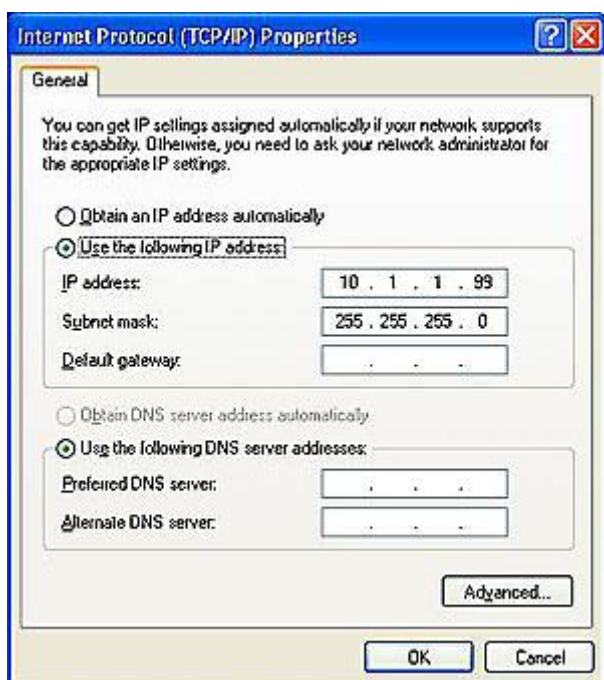 Internet Protocol (TCP/IP) Properties
General
You can get IP settings assigned automatically if your network supports
this capability. Otherwise, you need to ask your network administrator for
the appropriate IP settings.
Obtain an IP address automatically
Use the following IP address:
IP address: 10 . 1 . 1 . 99
Subnet mask: 255 . 255 . 255 . 0
Default gateway: . . .
Obtain DNS server address automatically
Use the following DNS server addresses:
Preferred DNS server: . . .
Alternate DNS server: . . .
Advanced...
OK Cancel